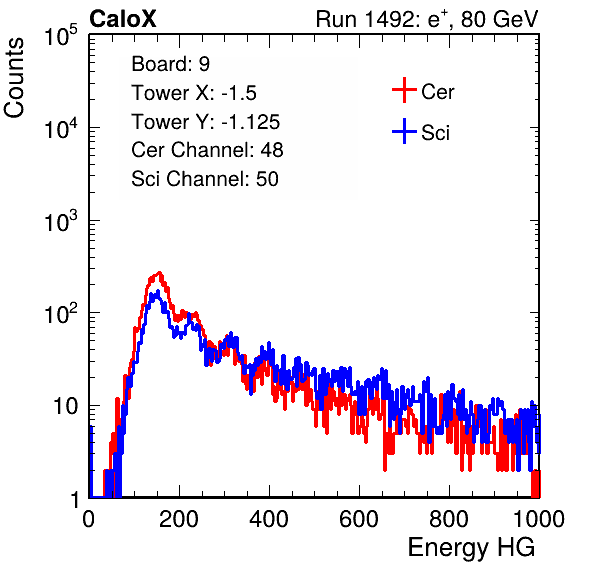 CaloX Run 1492: e⁺, 80 GeV
Counts
Board: 9
Tower X: -1.5
Tower Y: -1.125
Cer Channel: 48
Sci Channel: 50
Cer
Sci
10⁵
10⁴
10³
10²
10
1
0 200 400 600 800 1000
Energy HG